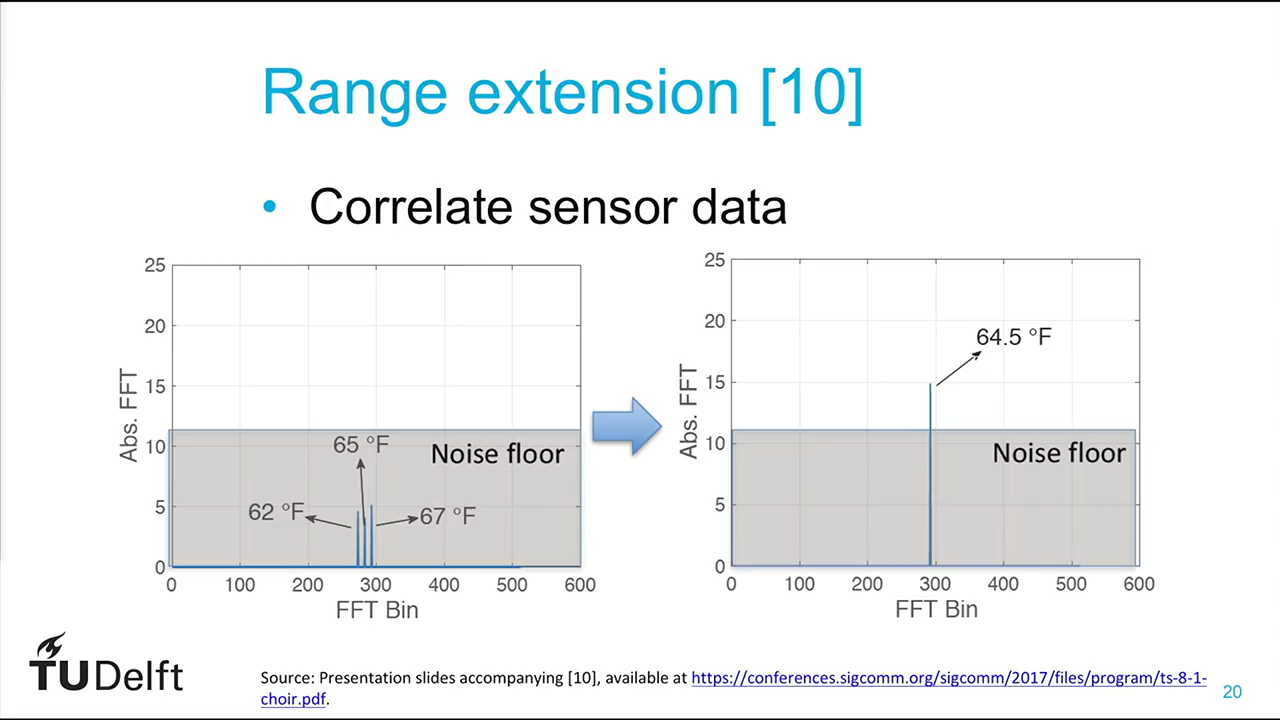 Range extension [10]
• Correlate sensor data
25
20
15
10
5
0
Abs. FFT
65 °F
Noise floor
62 °F
67 °F
0 100 200 300 400 500 600
FFT Bin
25
20
15
10
5
0
Abs. FFT
64.5 °F
Noise floor
0 100 200 300 400 500 600
FFT Bin
TUDelft
Source: Presentation slides accompanying [10], available at https://conferences.sigcomm.org/sigcomm/2017/files/program/ts-8-1-
choir.pdf.
20